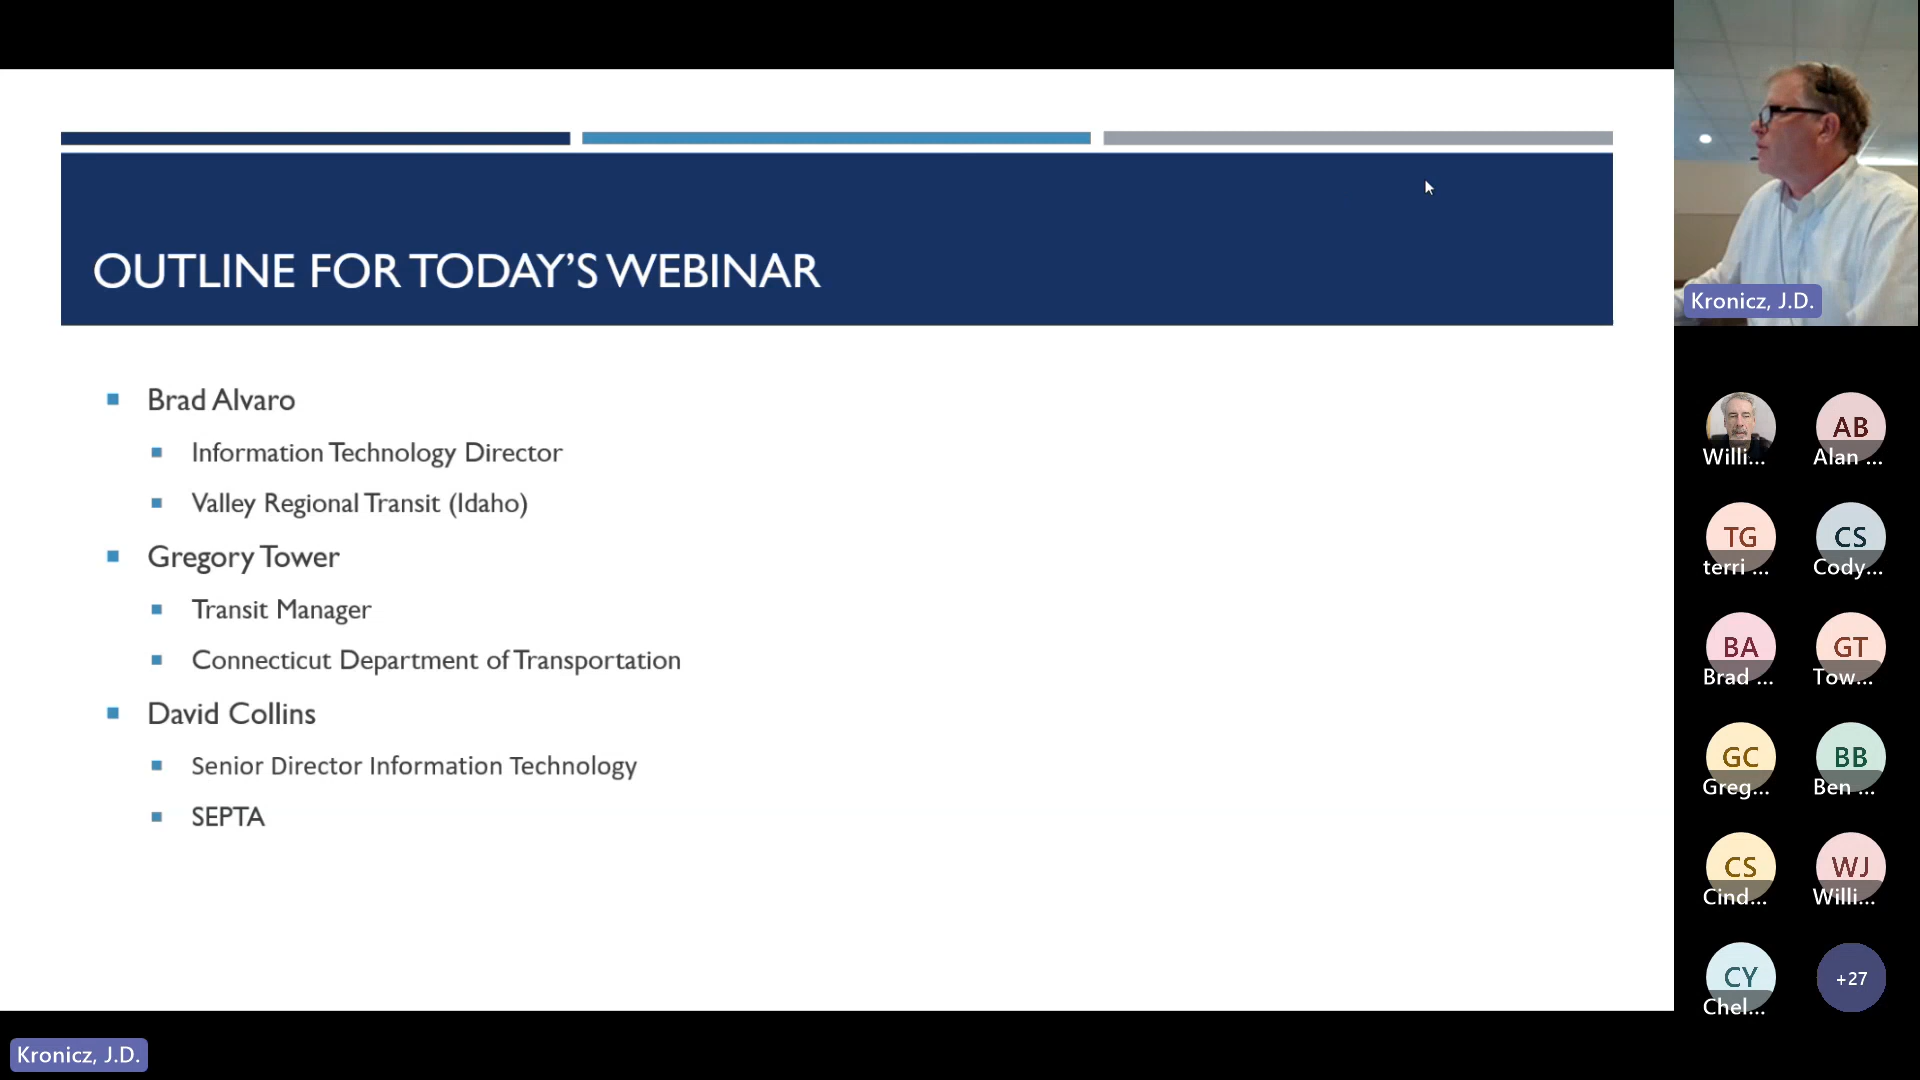 OUTLINE FOR TODAY'S WEBINAR
Brad Alvaro
Information Technology Director
Valley Regional Transit (Idaho)
Gregory Tower
Transit Manager
Connecticut Department of Transportation
David Collins
Senior Director Information Technology
SEPTA
Kronicz, J.D.
Willi...
AB
Alan ...
TG
terri ...
CS
Cody...
BA
Brad ...
GT
Tow...
GC
Greg...
BB
Ben ...
CS
Cind...
WJ
Willi...
CY
Chel...
+27
Kronicz, J.D.